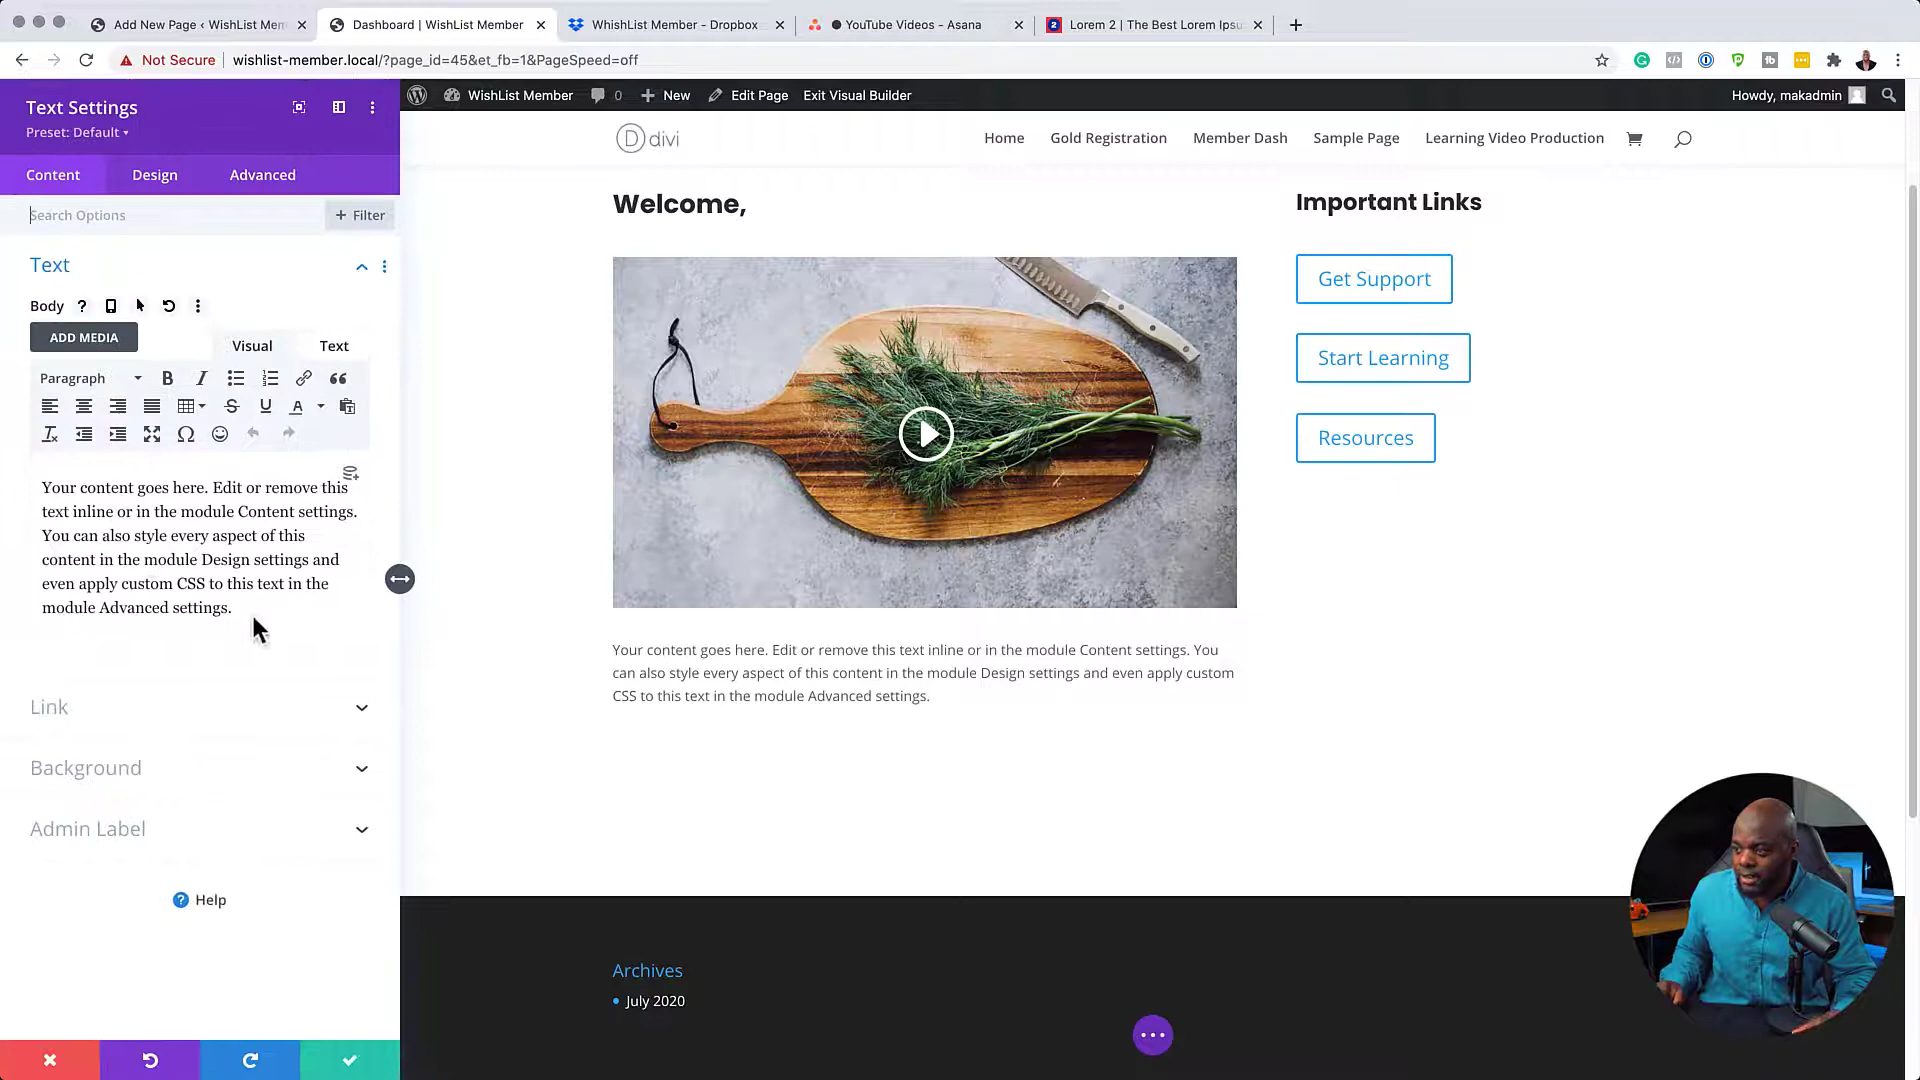 Add New Page ‹ WishList Mem
Dashboard | WishList Member
WhishList Member - Dropbox
YouTube Videos - Asana
2
Lorem 2 | The Best Lorem Ipsu
Not Secure
wishlist-member.local/?page_id=45&et_fb=1&PageSpeed=off
WishList Member
0
New
Edit Page
Exit Visual Builder
Howdy, makadmin
Text Settings
Preset: Default
Content
Design
Advanced
Search Options
+ Filter
Text
Body
ADD MEDIA
Visual
Text
Paragraph
Your content goes here. Edit or remove this
text inline or in the module Content settings.
You can also style every aspect of this
content in the module Design settings and
even apply custom CSS to this text in the
module Advanced settings.
Link
Background
Admin Label
Help
D divi
Home
Gold Registration
Member Dash
Sample Page
Learning Video Production
Welcome,
Your content goes here. Edit or remove this text inline or in the module Content settings. You
can also style every aspect of this content in the module Design settings and even apply custom
CSS to this text in the module Advanced settings.
Important Links
Get Support
Start Learning
Resources
Archives
July 2020